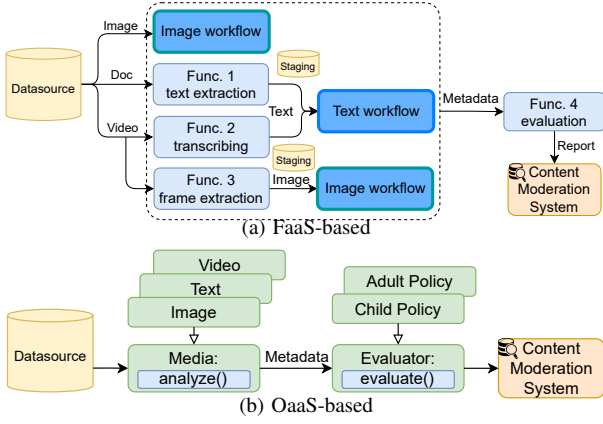 Image
Image workflow
Staging
Datasource
Doc
Func. 1
text extraction
Text
Text workflow
Metadata
Func. 4
evaluation
Video
Func. 2
transcribing
Staging
Report
Func. 3
frame extraction
Image
Image workflow
Content
Moderation
System
(a) FaaS-based
Video
Text
Image
Adult Policy
Child Policy
Datasource
Media:
analyze()
Metadata
Evaluator:
evaluate()
Content
Moderation
System
(b) OaaS-based